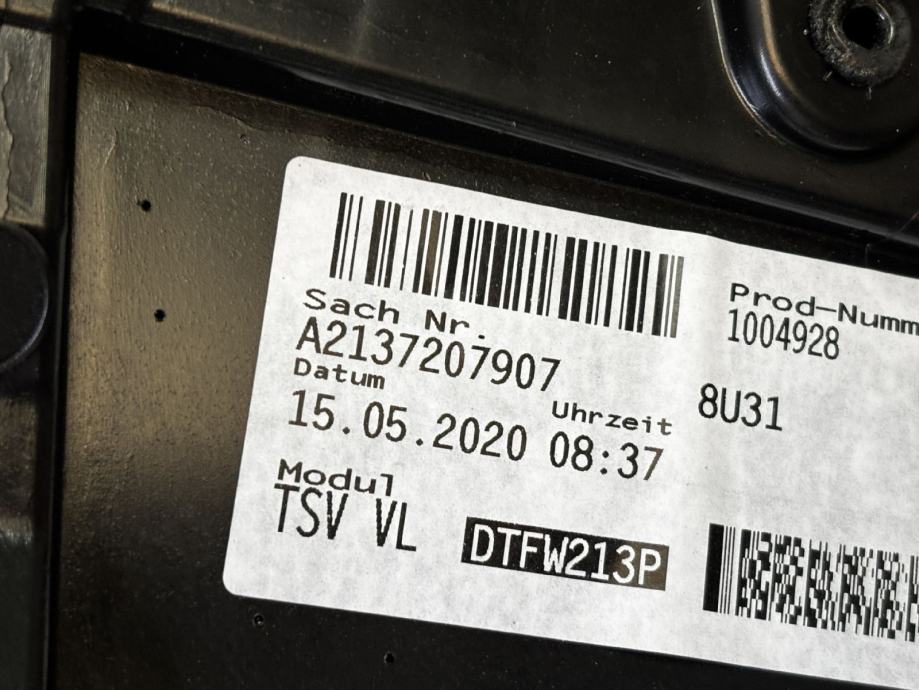 Sach Nr.
A2137207907
Datum
Uhrzeit
15.05.2020 08:37
Modul
TSV VL
DTFW213P
Prod-Numm
1004928
8U31